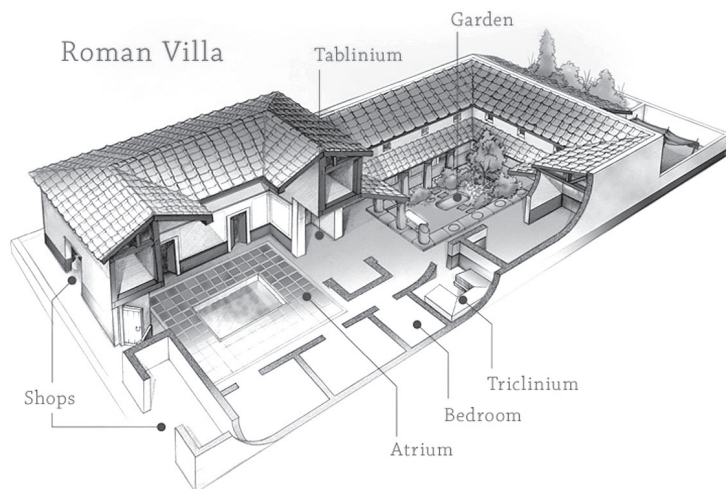 Garden
Roman Villa
Tablinium
Triclinium
Shops
Bedroom
Atrium